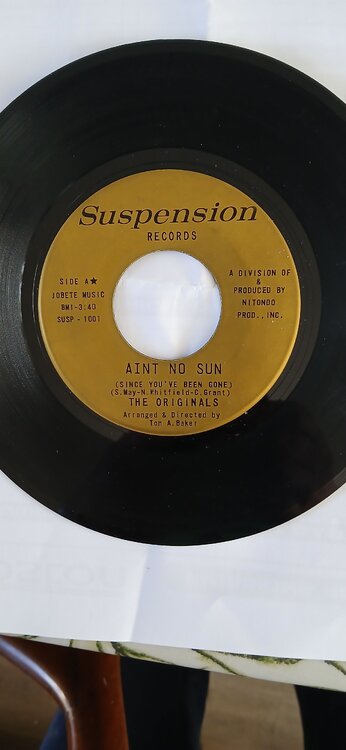 Suspension
RECORDS
SIDE A★
JOBETE MUSIC
BMI-3:40
SUSP - 1001
A DIVISION OF
&
PRODUCED BY
NITONDO
PROD., INC.
AINT NO SUN
(SINCE YOU'VE BEEN GONE)
(S.May-N.Whitfield-C.Grant)
THE ORIGINALS
Arranged & Directed by
Tom A.Baker